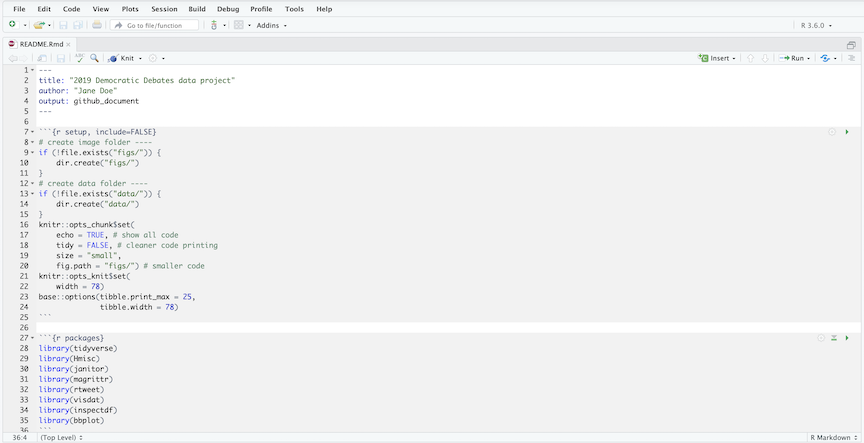 File Edit Code View Plots Session Build Debug Profile Tools Help
Go to file/function Addins R 3.6.0
README.Rmd
ABC Knit Insert Run
1 ---
2 title: "2019 Democratic Debates data project"
3 author: "Jane Doe"
4 output: github_document
5 ---
6
7 ```{r setup, include=FALSE}
8 # create image folder ----
9 if (!file.exists("figs/")) {
10 dir.create("figs/")
11 }
12 # create data folder ----
13 if (!file.exists("data/")) {
14 dir.create("data/")
15 }
16 knitr::opts_chunk$set(
17 echo = TRUE, # show all code
18 tidy = FALSE, # cleaner code printing
19 size = "small",
20 fig.path = "figs/") # smaller code
21 knitr::opts_knit$set(
22 width = 78)
23 base::options(tibble.print_max = 25,
24 tibble.width = 78)
25 ```
26
27 ```{r packages}
28 library(tidyverse)
29 library(Hmisc)
30 library(janitor)
31 library(magrittr)
32 library(rtweet)
33 library(visdat)
34 library(inspectdf)
35 library(bbplot)
36 ```
36:4 (Top Level) R Markdown